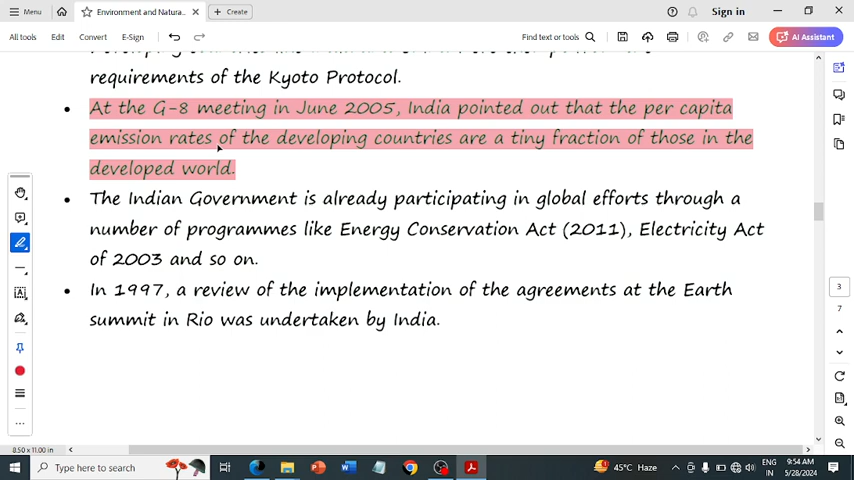 Menu
Environment and Natura...
Create
Sign in
All tools
Edit
Convert
E-Sign
Find text or tools
AI Assistant
requirements of the Kyoto Protocol.
• At the G-8 meeting in June 2005, India pointed out that the per capita
emission rates of the developing countries are a tiny fraction of those in the
developed world.
• The Indian Government is already participating in global efforts through a
number of programmes like Energy Conservation Act (2011), Electricity Act
of 2003 and so on.
• In 1997, a review of the implementation of the agreements at the Earth
summit in Rio was undertaken by India.
3
7
8.50 x 11.00 in
Type here to search
45°C Haze
ENG
IN
9:54 AM
5/28/2024